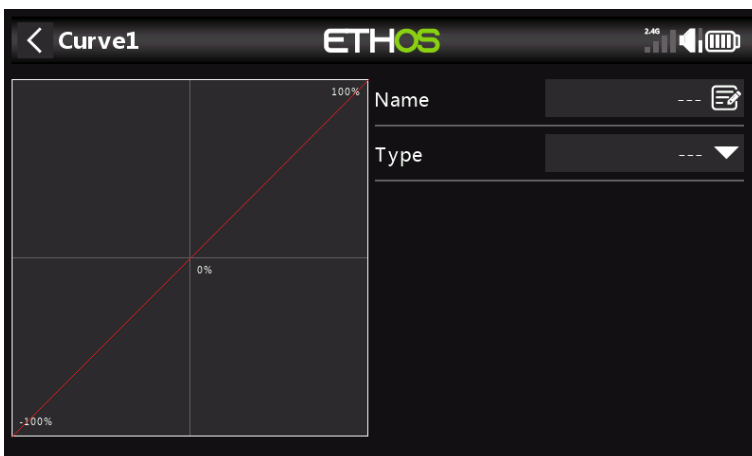 Curve1
ETHOS
2.4G
100%
0%
-100%
Name ---
Type ---